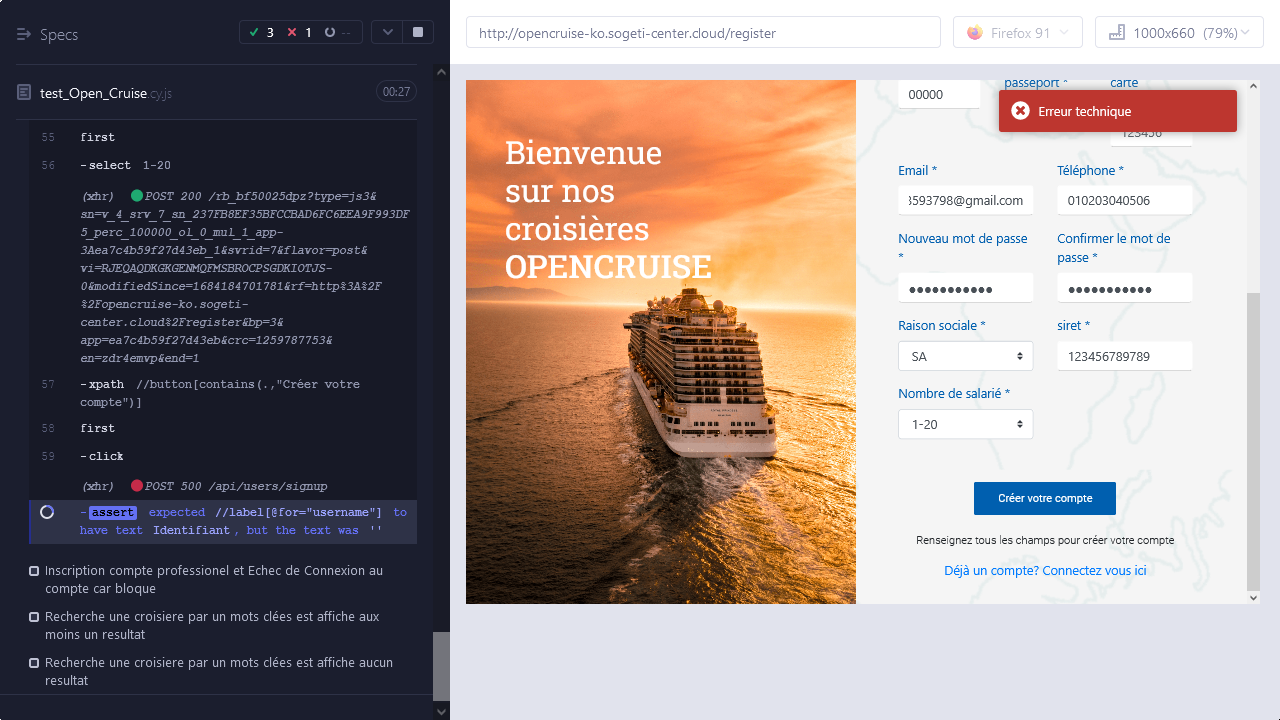 Specs
3
1
--
test_Open_Cruise.cy.js
00:27
55 first
56 -select 1-20
(xhr) POST 200 /rb_bf50025dpz?type=js3&
sn=v_4_srv_7_sn_237FB8EF35BFCCBAD6FC6EEA9F993DF
5_perc_100000_ol_0_mul_1_app-
3Aea7c4b59f27d43eb_1&svrid=7&flavor=post&
vi=RJEQAQDKGKGENMQFMSBROCPSGDKIOTJS-
0&modifiedSince=1684184701781&rf=http%3A%2F
%2Fopencruise-ko.sogeti-
center.cloud%2Fregister&bp=3&
app=ea7c4b59f27d43eb&crc=1259787753&
en=zdr4emvp&end=1
57 -xpath //button[contains(.,"Créer votre
compte")]
58 first
59 -click
(xhr) POST 500 /api/users/signup
-assert expected //label[@for="username"] to
have text Identifiant, but the text was ''
Inscription compte professionel et Echec de Connexion au
compte car bloque
Recherche une croisiere par un mots clées est affiche aux
moins un resultat
Recherche une croisiere par un mots clées est affiche aucun
resultat
http://opencruise-ko.sogeti-center.cloud/register
Firefox 91
1000x660 (79%)
Bienvenue
sur nos
croisières
OPENCRUISE
passeport *
carte
00000
123456
Erreur technique
Email *
Téléphone *
3593798@gmail.com
010203040506
Nouveau mot de passe
*
Confirmer le mot de
passe *
Raison sociale *
siret *
SA
123456789789
Nombre de salarié *
1-20
Créer votre compte
Renseignez tous les champs pour créer votre compte
Déjà un compte? Connectez vous ici